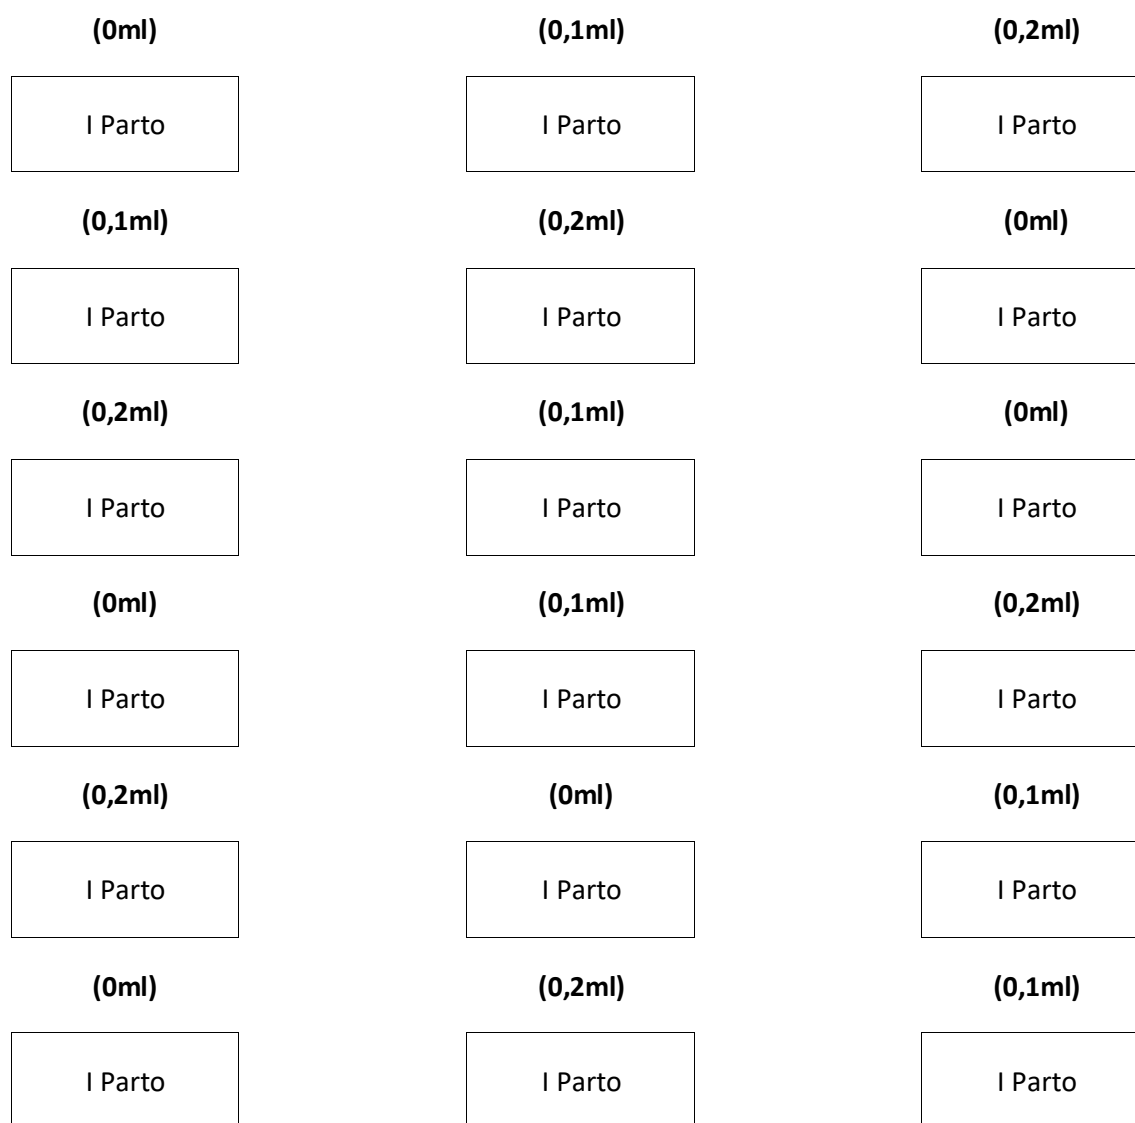 (0ml) (0,1ml) (0,2ml)
I Parto I Parto I Parto
(0,1ml) (0,2ml) (0ml)
I Parto I Parto I Parto
(0,2ml) (0,1ml) (0ml)
I Parto I Parto I Parto
(0ml) (0,1ml) (0,2ml)
I Parto I Parto I Parto
(0,2ml) (0ml) (0,1ml)
I Parto I Parto I Parto
(0ml) (0,2ml) (0,1ml)
I Parto I Parto I Parto